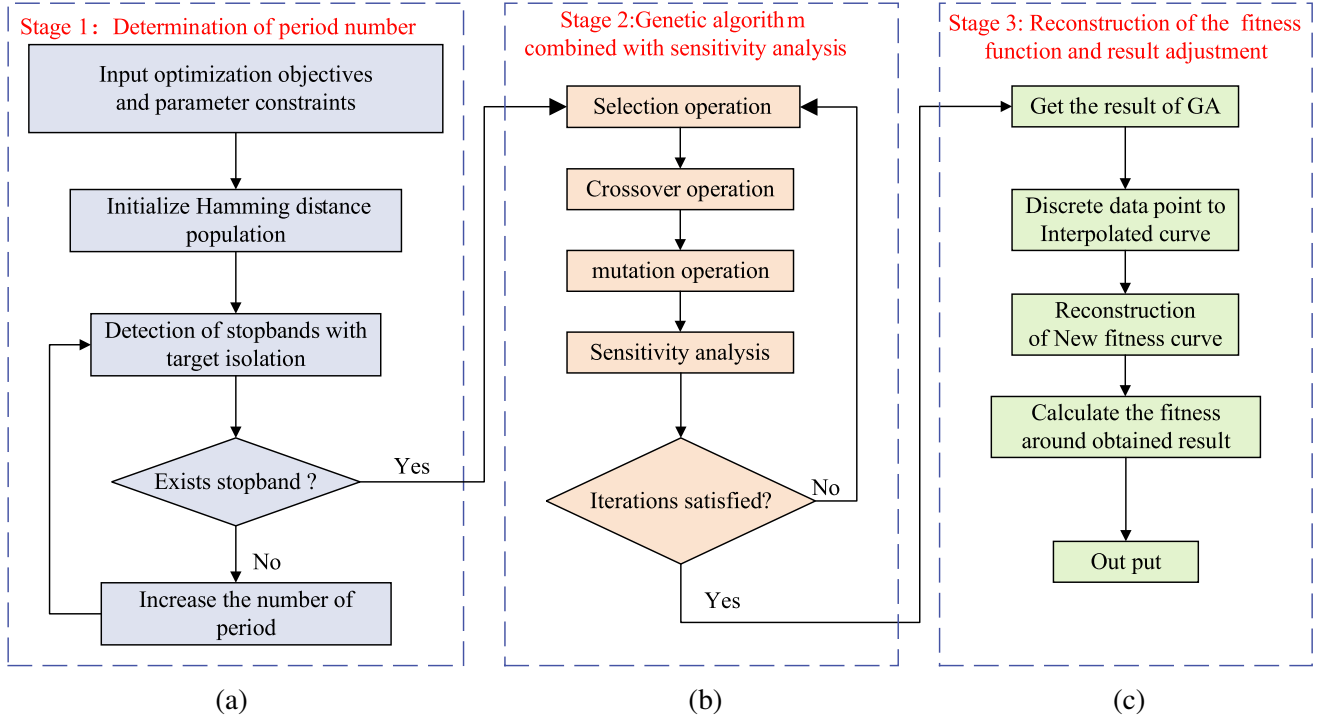 Stage 1: Determination of period number
Input optimization objectives
and parameter constraints
Initialize Hamming distance
population
Detection of stopbands with
target isolation
Exists stopband ?
Yes
No
Increase the number of
period
(a)
Stage 2:Genetic algorithm
combined with sensitivity analysis
Selection operation
Crossover operation
mutation operation
Sensitivity analysis
Iterations satisfied?
No
Yes
(b)
Stage 3: Reconstruction of the fitness
function and result adjustment
Get the result of GA
Discrete data point to
Interpolated curve
Reconstruction
of New fitness curve
Calculate the fitness
around obtained result
Out put
(c)